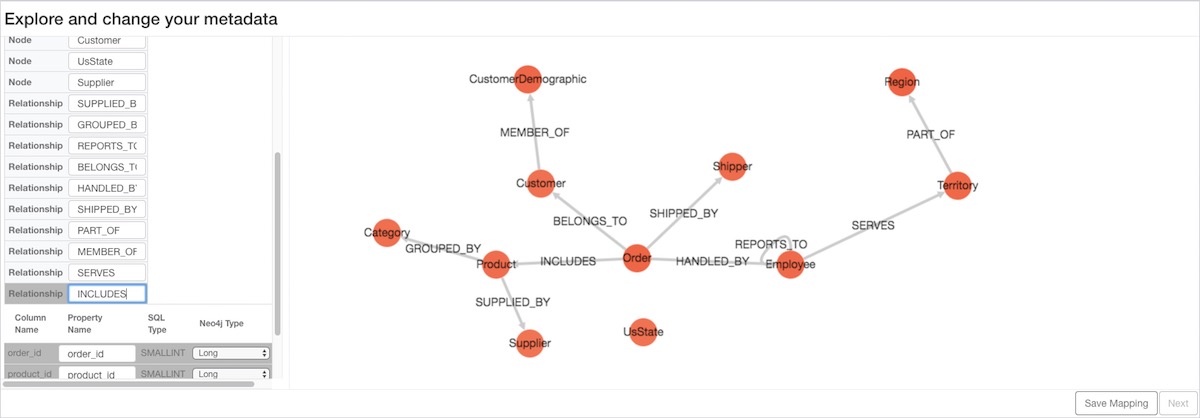 Explore and change your metadata
Node Customer
Node UsState
Node Supplier
Relationship SUPPLIED_B
Relationship GROUPED_B
Relationship REPORTS_TO
Relationship BELONGS_T
Relationship HANDLED_B
Relationship SHIPPED_BY
Relationship PART_OF
Relationship MEMBER_OF
Relationship SERVES
Relationship INCLUDES
Column Name Property Name SQL Type Neo4j Type
order_id order_id SMALLINT Long
product_id product_id SMALLINT Long
CustomerDemographic
Region
MEMBER_OF
PART_OF
Shipper
Customer
Territory
BELONGS_TO
SHIPPED_BY
SERVES
Category
GROUPED_BY
REPORTS_TO
Product
INCLUDES
Order
HANDLED_BY
Employee
SUPPLIED_BY
UsState
Supplier
Save Mapping
Next